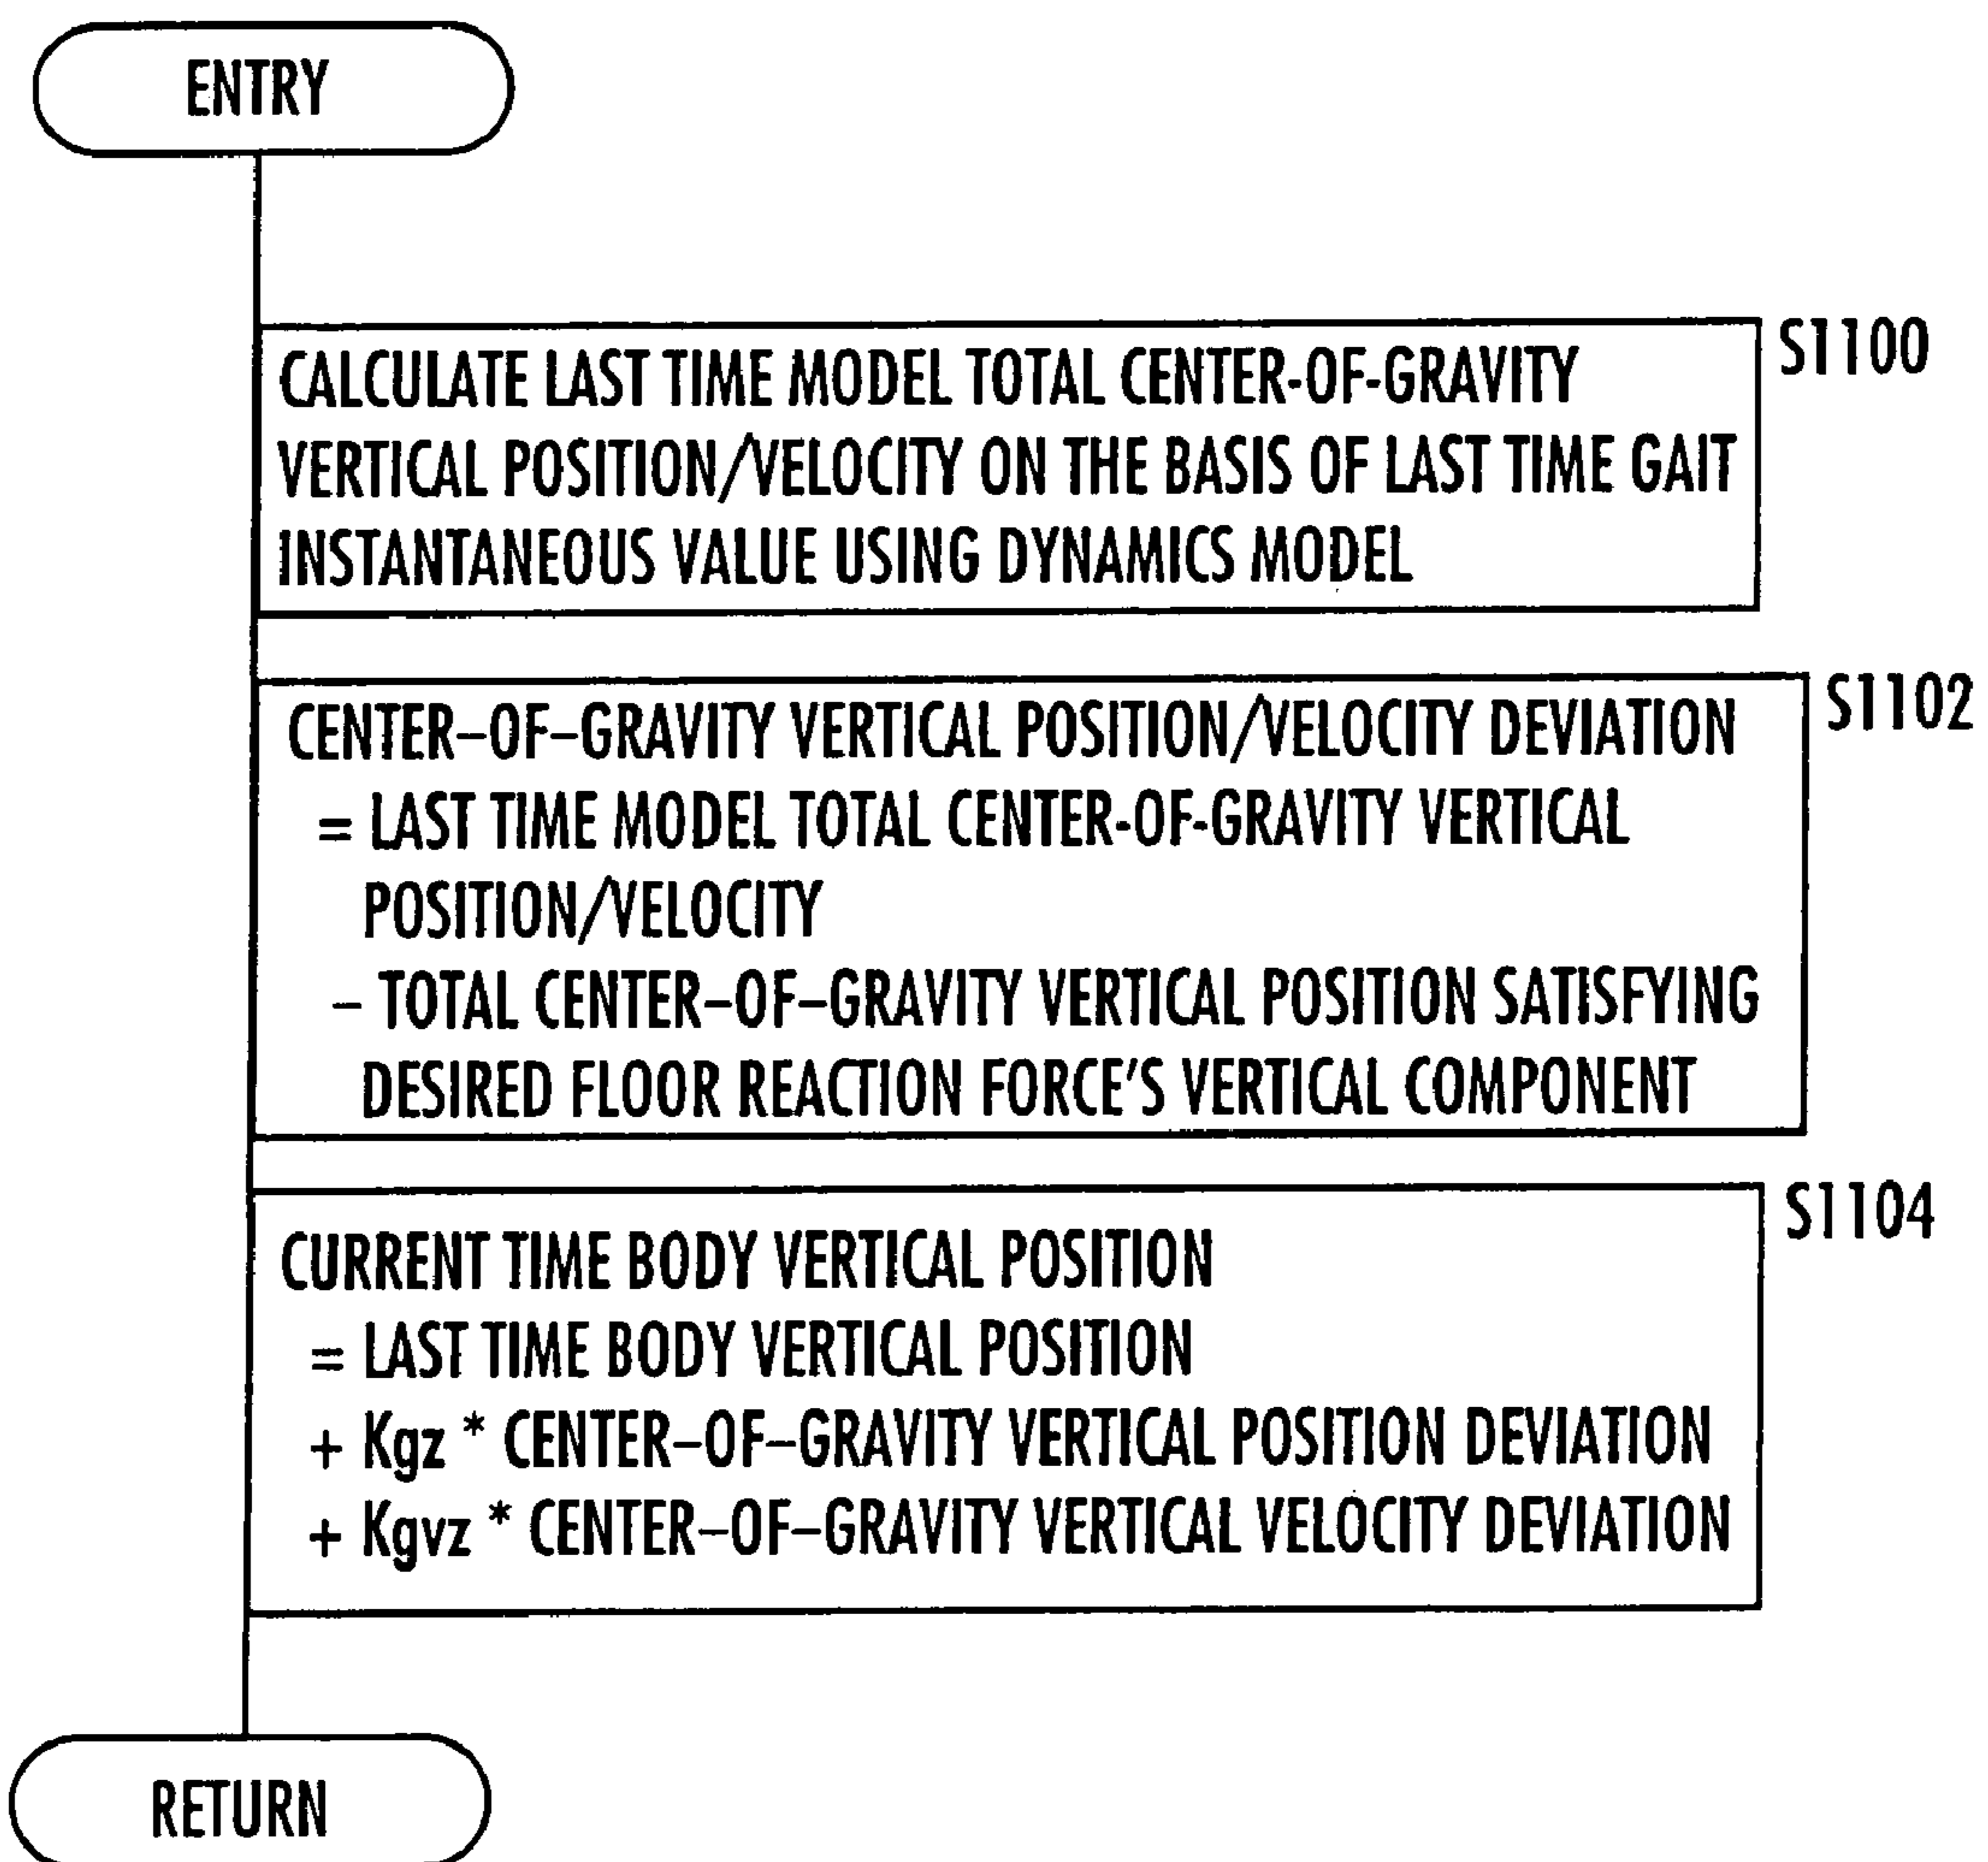 ENTRY
S1100
CALCULATE LAST TIME MODEL TOTAL CENTER-OF-GRAVITY
VERTICAL POSITION/VELOCITY ON THE BASIS OF LAST TIME GAIT
INSTANTANEOUS VALUE USING DYNAMICS MODEL
S1102
CENTER–OF–GRAVITY VERTICAL POSITION/VELOCITY DEVIATION
= LAST TIME MODEL TOTAL CENTER-OF-GRAVITY VERTICAL
POSITION/VELOCITY
– TOTAL CENTER–OF–GRAVITY VERTICAL POSITION SATISFYING
DESIRED FLOOR REACTION FORCE'S VERTICAL COMPONENT
S1104
CURRENT TIME BODY VERTICAL POSITION
= LAST TIME BODY VERTICAL POSITION
+ Kgz * CENTER–OF–GRAVITY VERTICAL POSITION DEVIATION
+ Kgvz * CENTER–OF–GRAVITY VERTICAL VELOCITY DEVIATION
RETURN